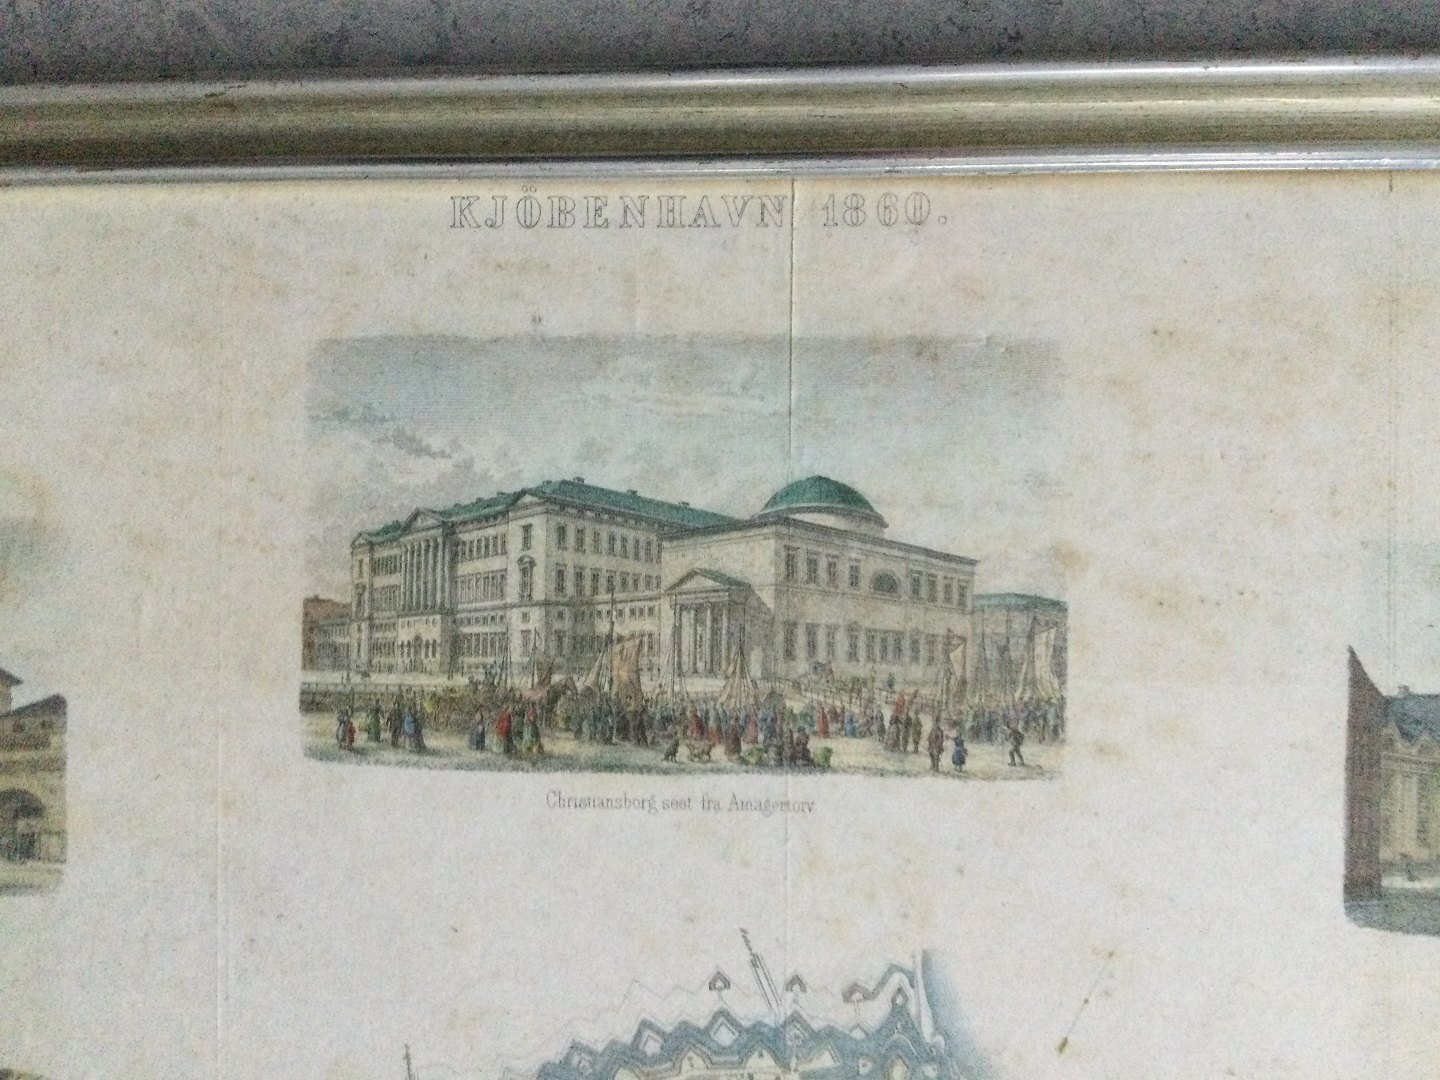 KJÖBENHAVN 1860.
Christiansborg seet fra Amagertorv